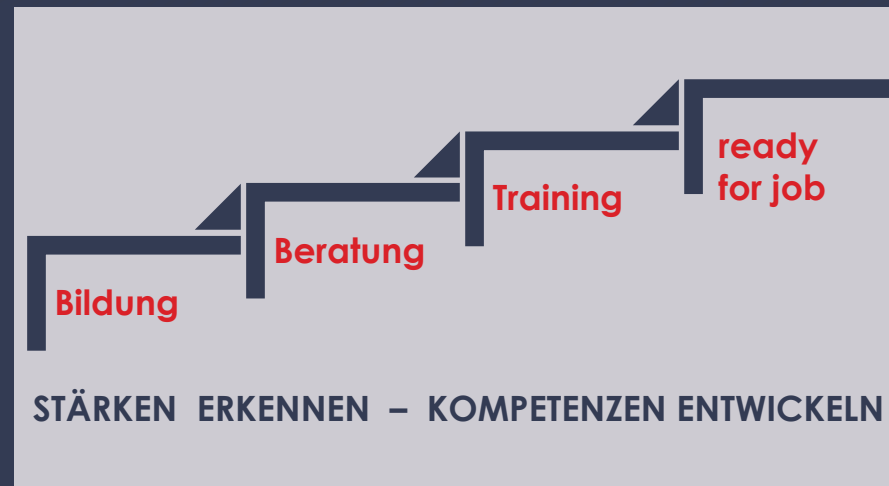 Bildung
Beratung
Training
ready
for job
STÄRKEN ERKENNEN – KOMPETENZEN ENTWICKELN